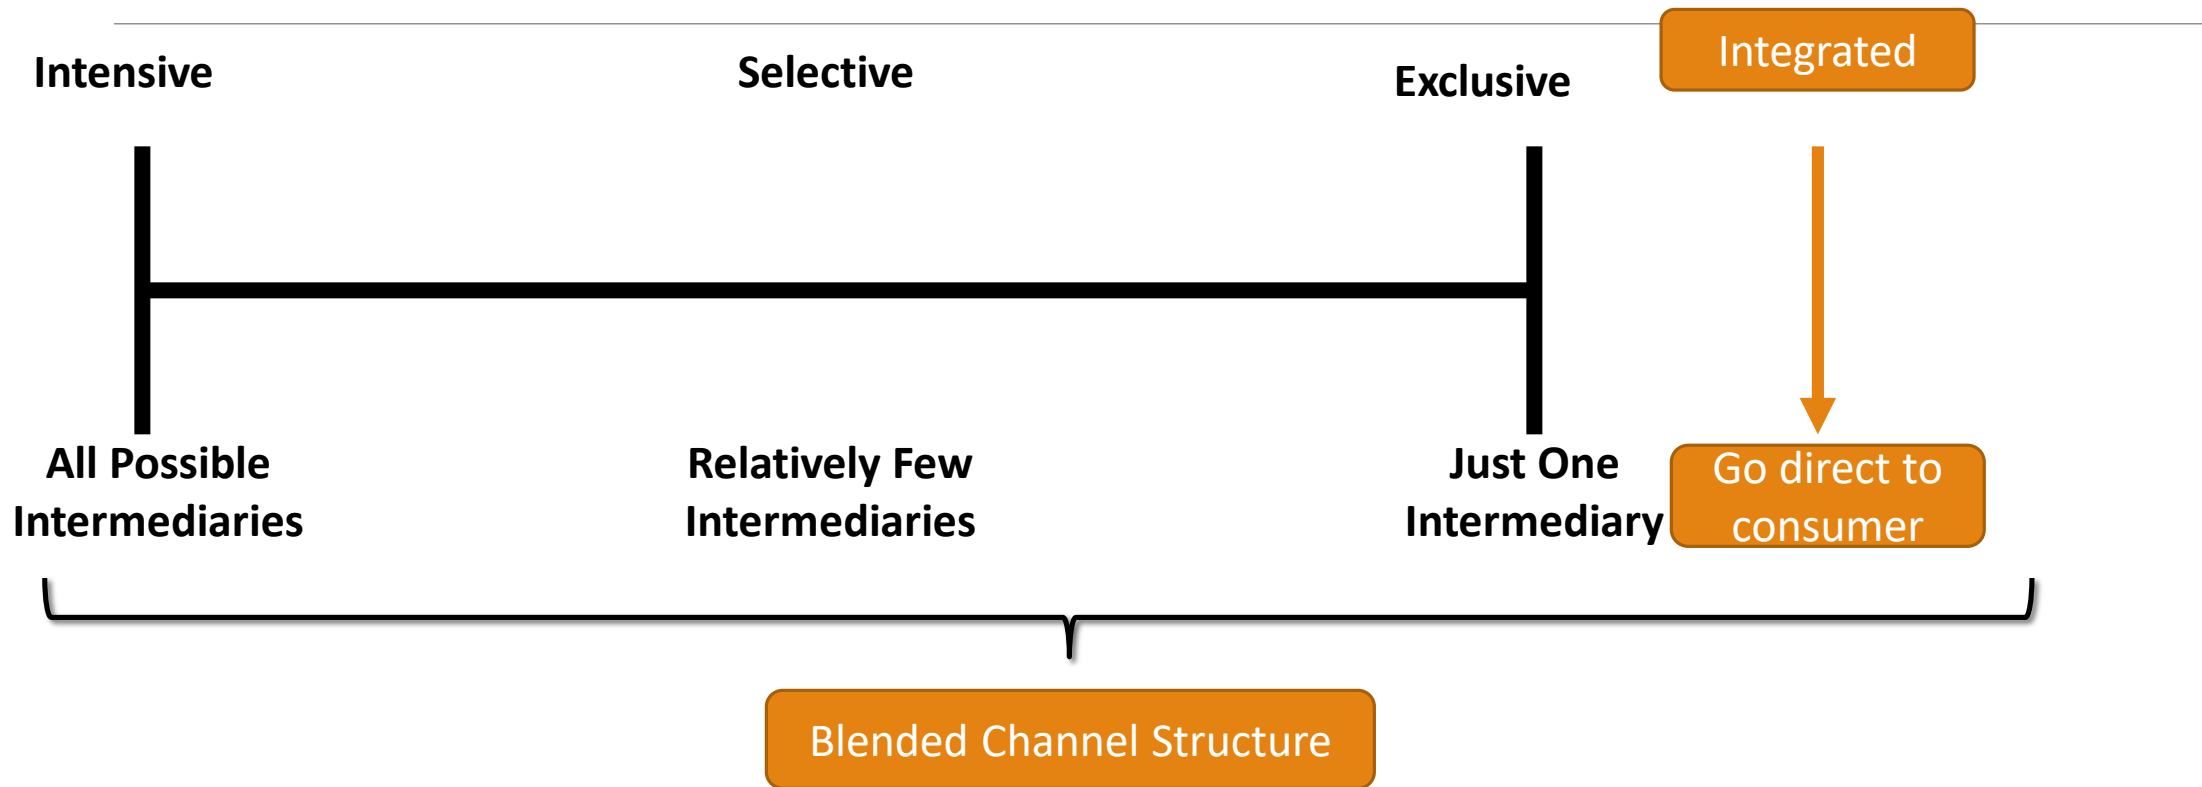 Intensive
Selective
Exclusive
Integrated
All Possible
Intermediaries
Relatively Few
Intermediaries
Just One
Intermediary
Go direct to
consumer
Blended Channel Structure